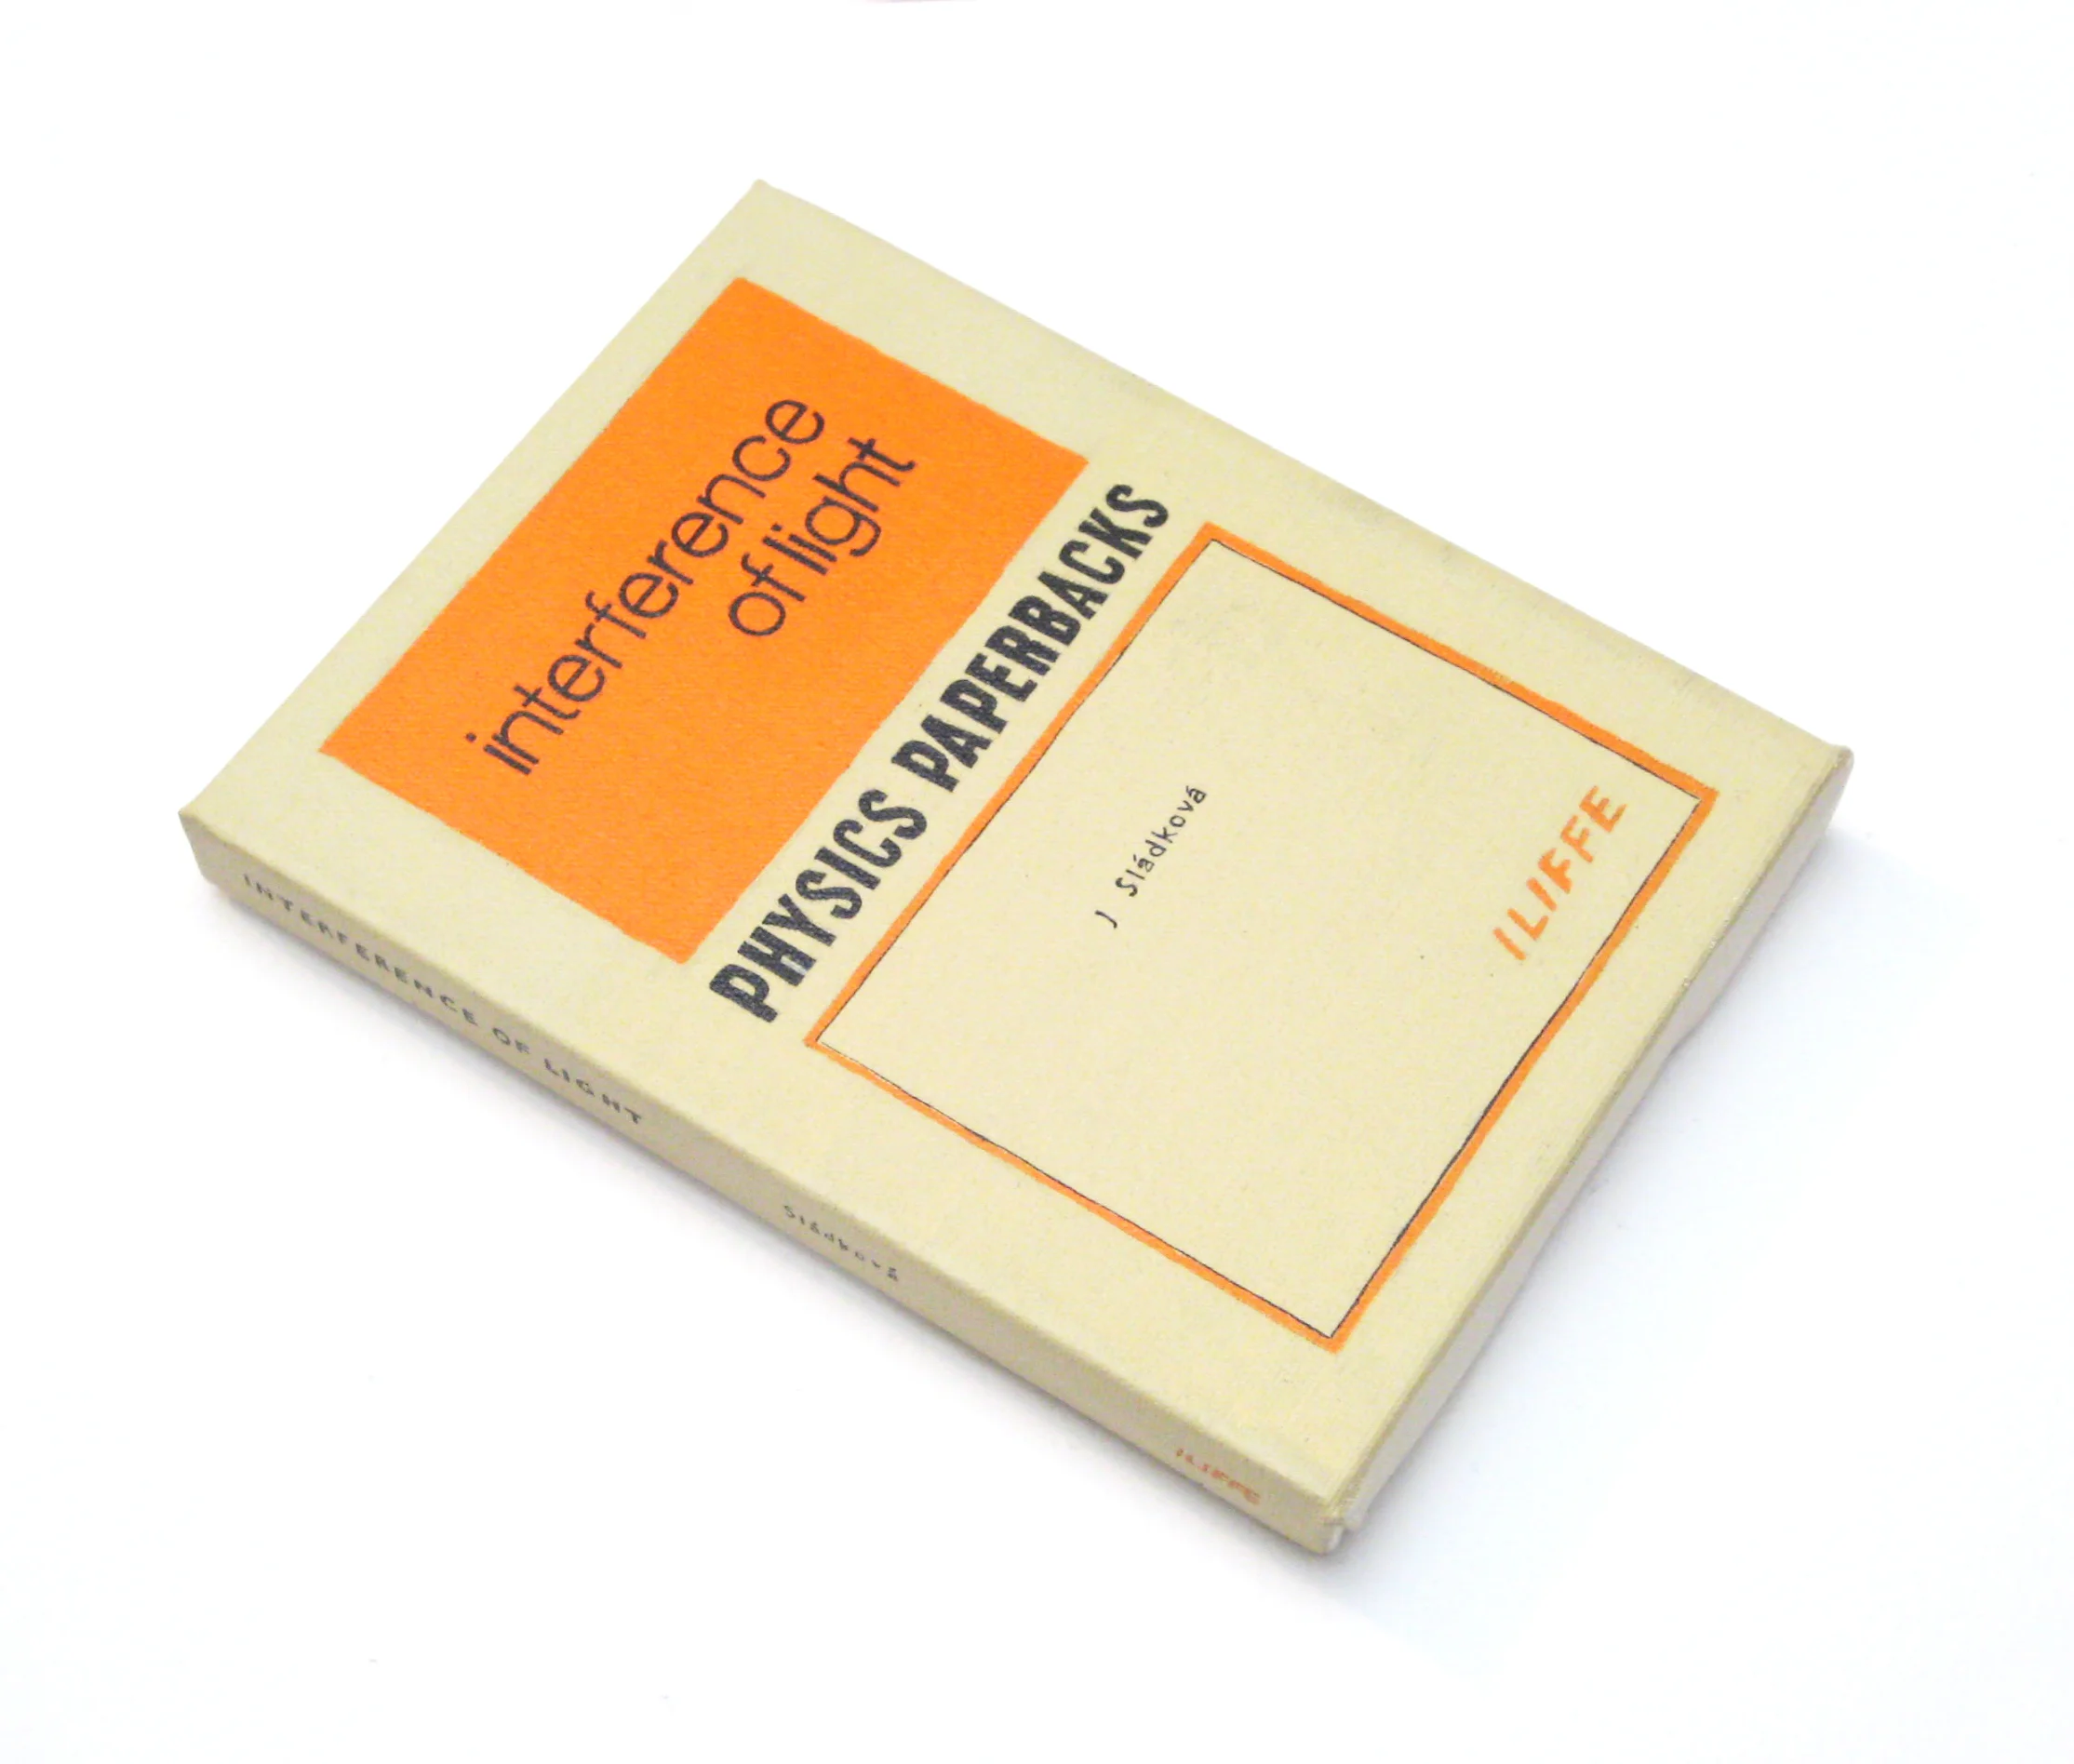 interference
of light
PHYSICS PAPERBACKS
J Sládková
ILIFFE
INTERFERENCE OF LIGHT
Sládková
ILIFFE